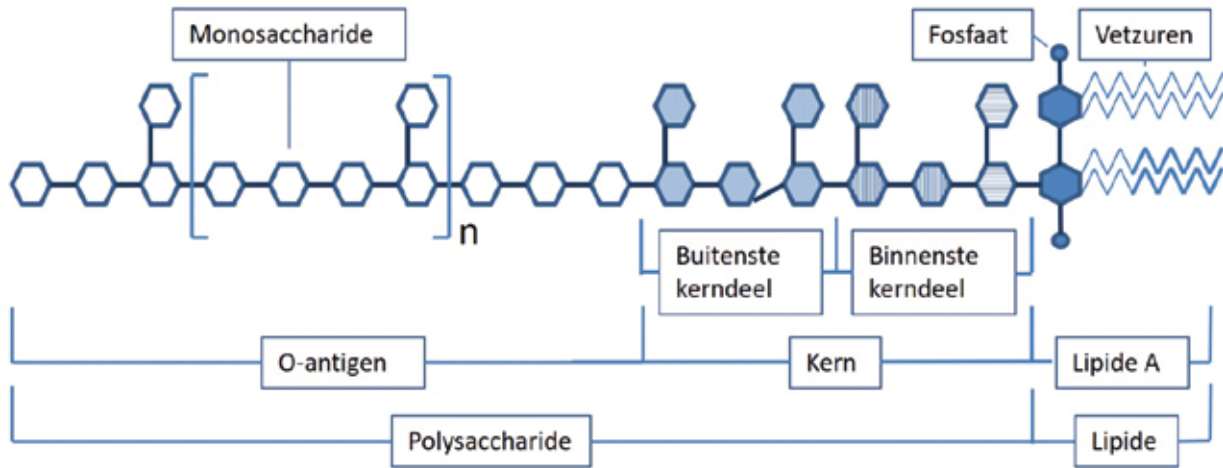 Monosaccharide
Fosfaat
Vetzuren
n
Buitenste
kerndeel
Binnenste
kerndeel
O-antigen
Kern
Lipide A
Polysaccharide
Lipide